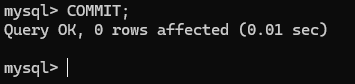 mysql> COMMIT;
Query OK, 0 rows affected (0.01 sec)
mysql>